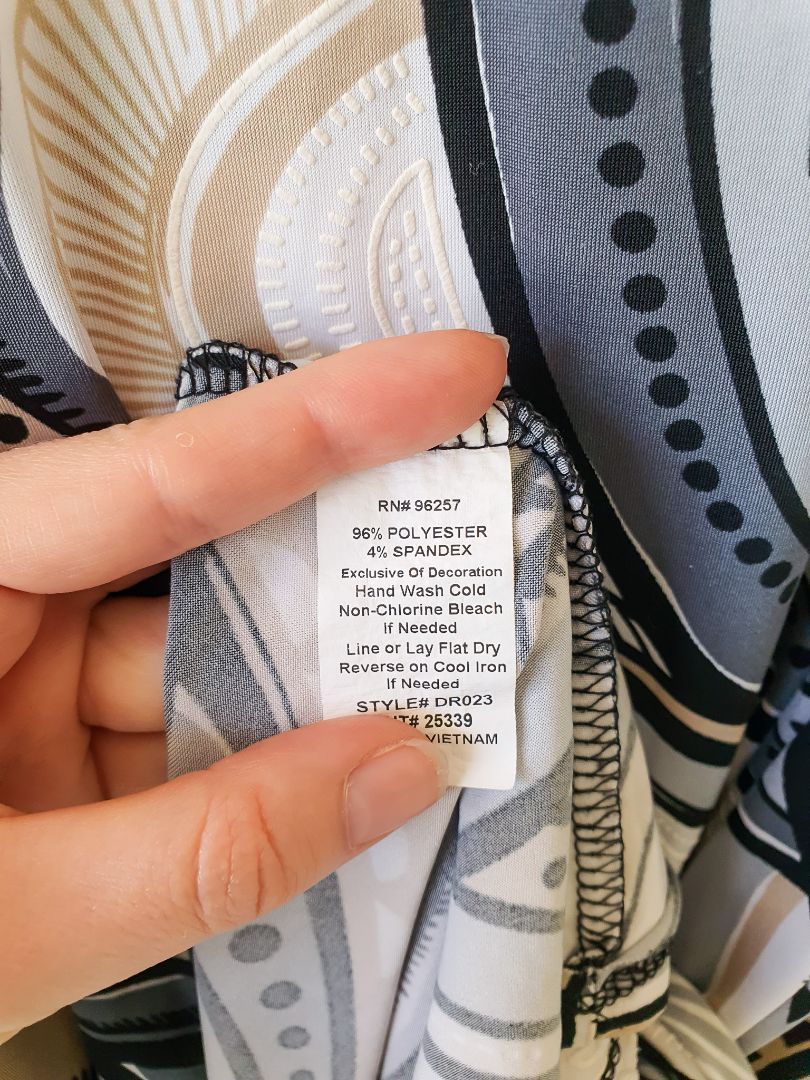 RN# 96257
96% POLYESTER
4% SPANDEX
Exclusive Of Decoration
Hand Wash Cold
Non-Chlorine Bleach
If Needed
Line or Lay Flat Dry
Reverse on Cool Iron
If Needed
STYLE# DR023
25339
VIETNAM